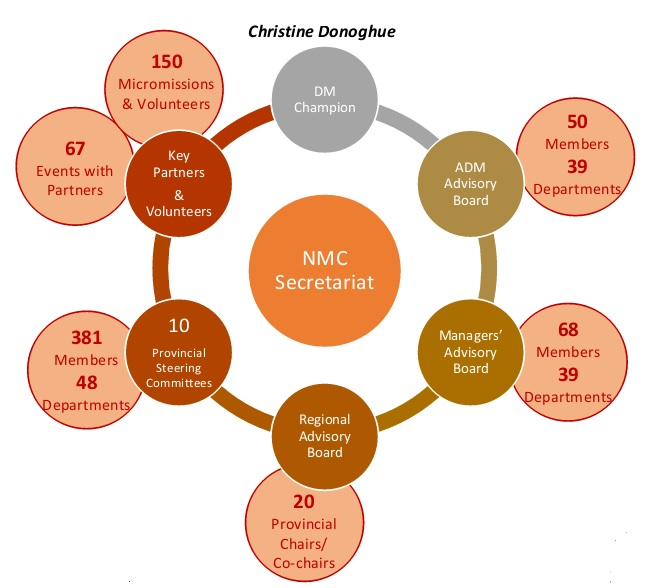 Christine Donoghue
DM
Champion
150
Micromissions
& Volunteers
67
Events with
Partners
Key
Partners
&
Volunteers
ADM
Advisory
Board
50
Members
39
Departments
NMC
Secretariat
381
Members
48
Departments
10
Provincial
Steering
Committees
Managers’
Advisory
Board
68
Members
39
Departments
Regional
Advisory
Board
20
Provincial
Chairs/
Co-chairs